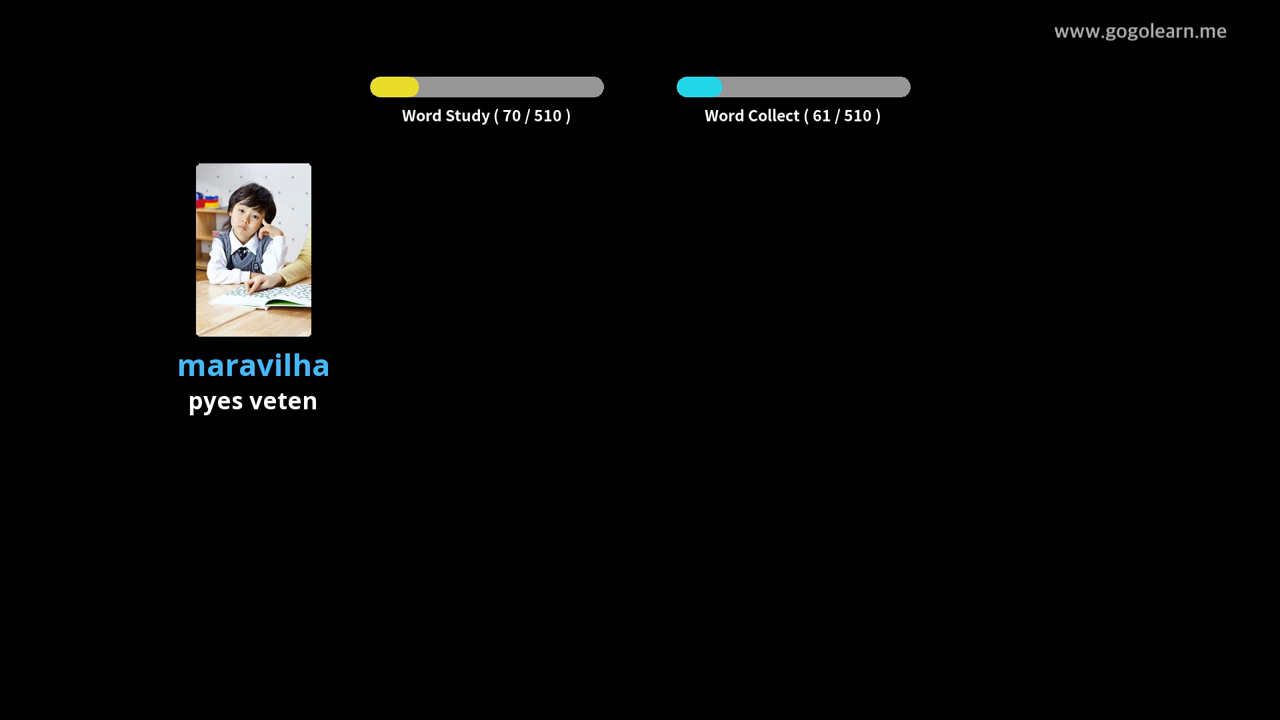 www.gogolearn.me
Word Study ( 70 / 510 )
Word Collect ( 61 / 510 )
maravilha
pyes veten